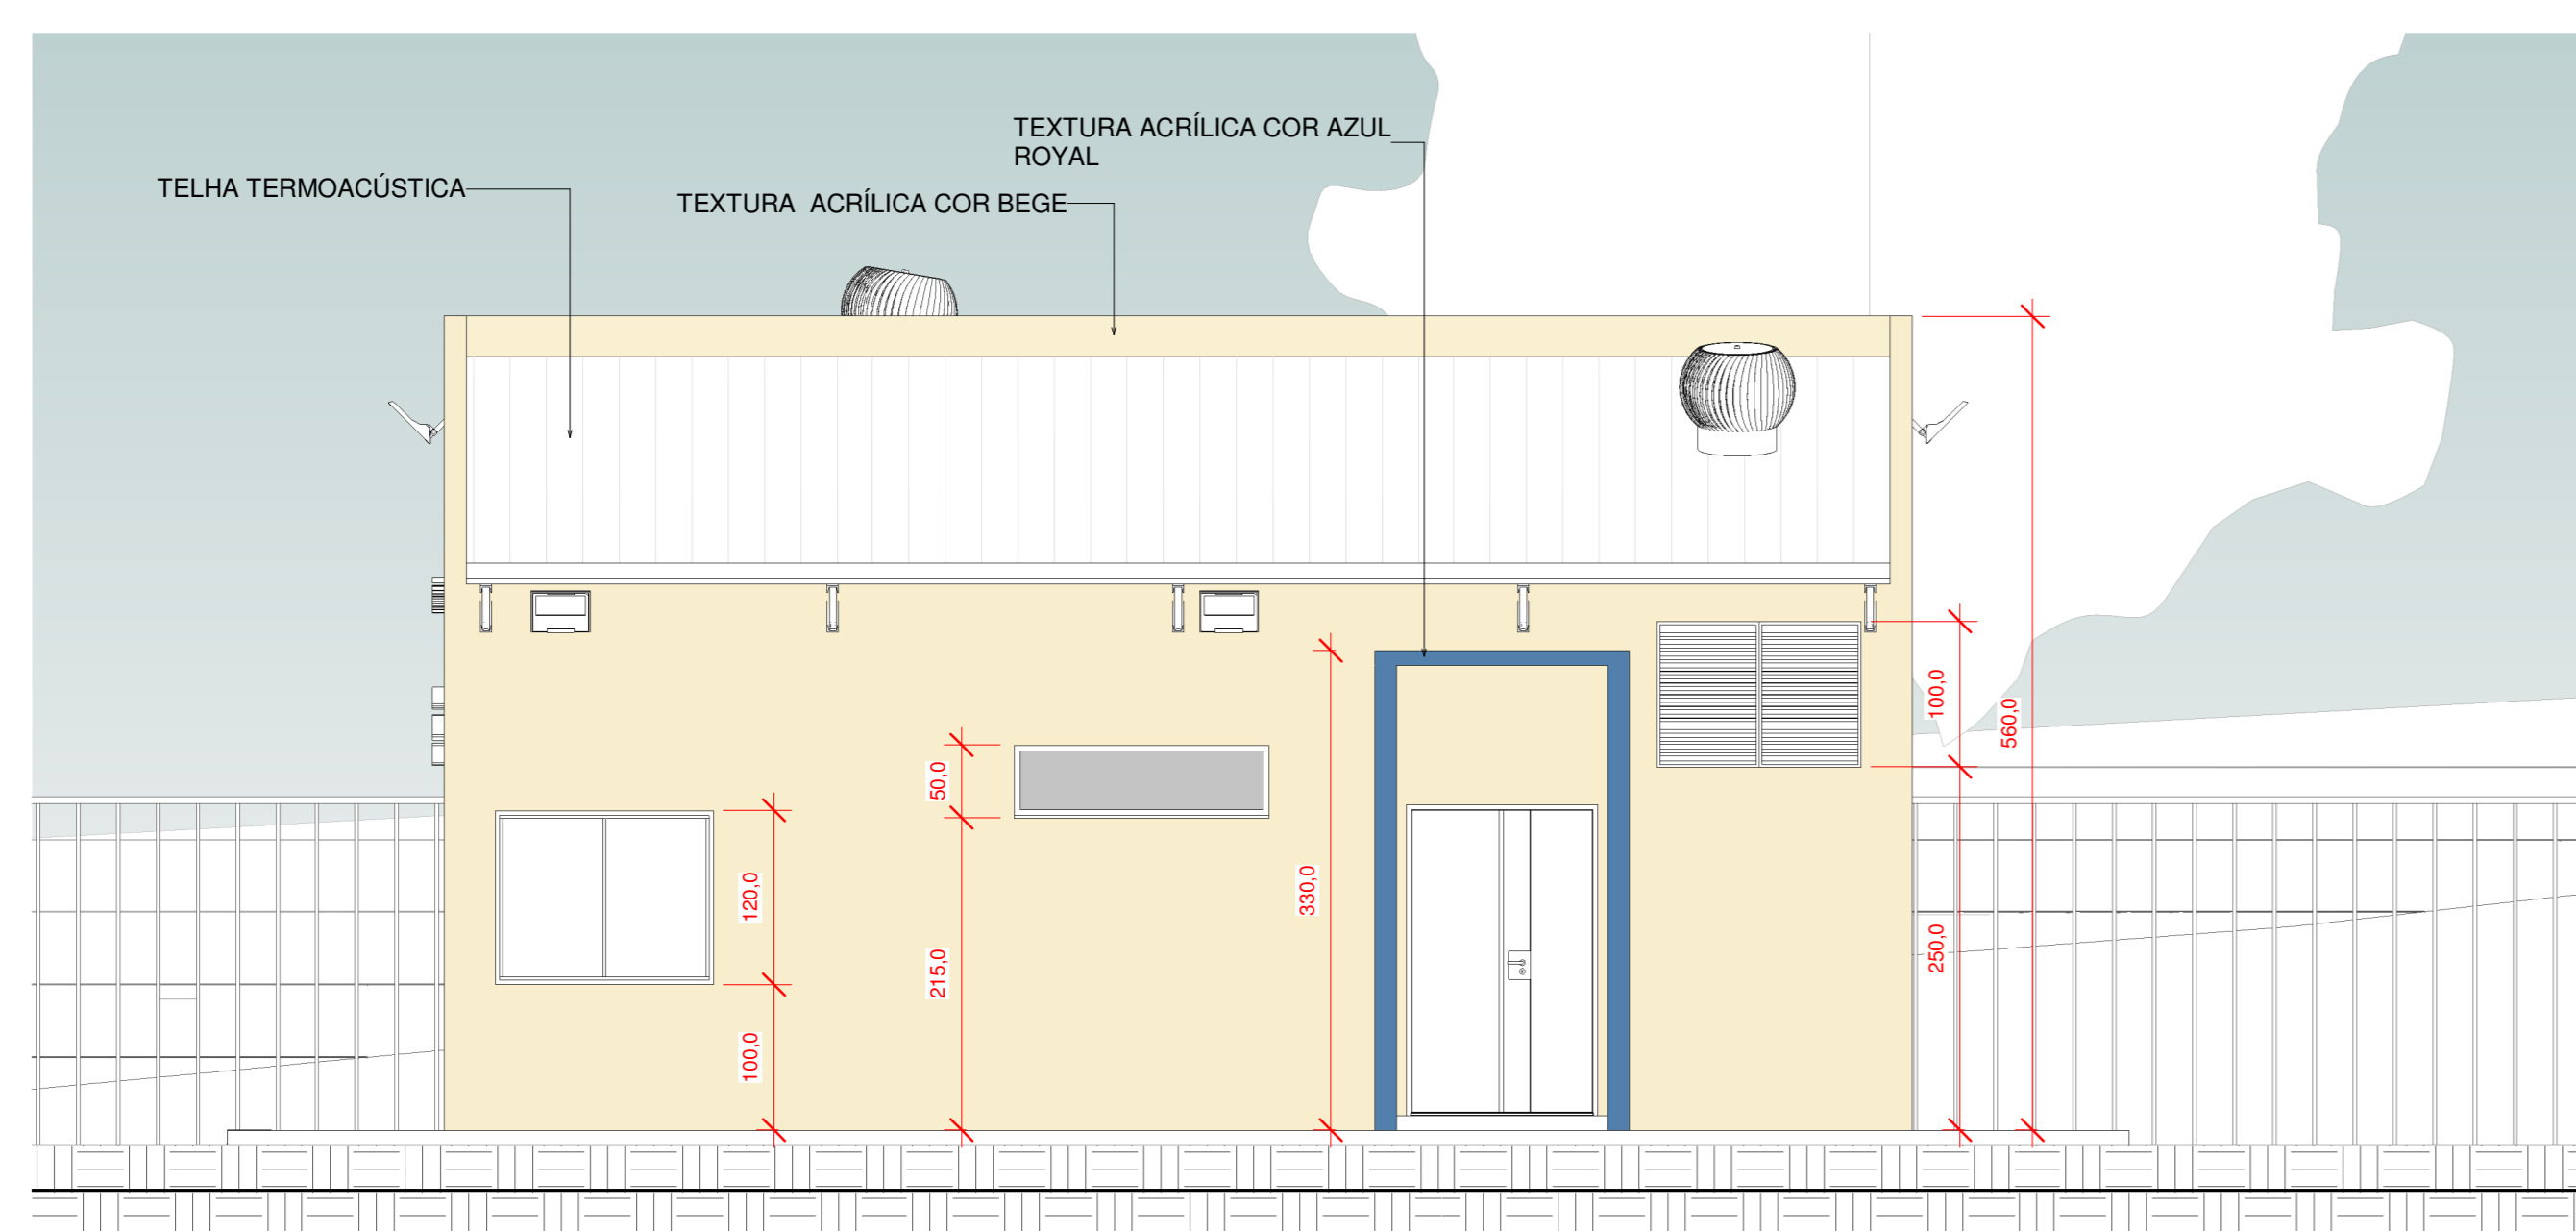 TEXTURA ACRÍLICA COR AZUL
ROYAL
TELHA TERMOACÚSTICA
TEXTURA ACRÍLICA COR BEGE
100,0
560,0
50,0
120,0
330,0
250,0
215,0
100,0